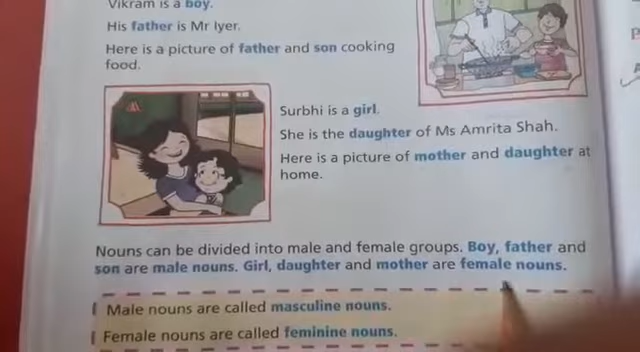 Vikram is a boy.
His father is Mr Iyer.
Here is a picture of father and son cooking
food.
Surbhi is a girl.
She is the daughter of Ms Amrita Shah.
Here is a picture of mother and daughter at
home.
Nouns can be divided into male and female groups. Boy, father and
son are male nouns. Girl, daughter and mother are female nouns.
Male nouns are called masculine nouns.
Female nouns are called feminine nouns.